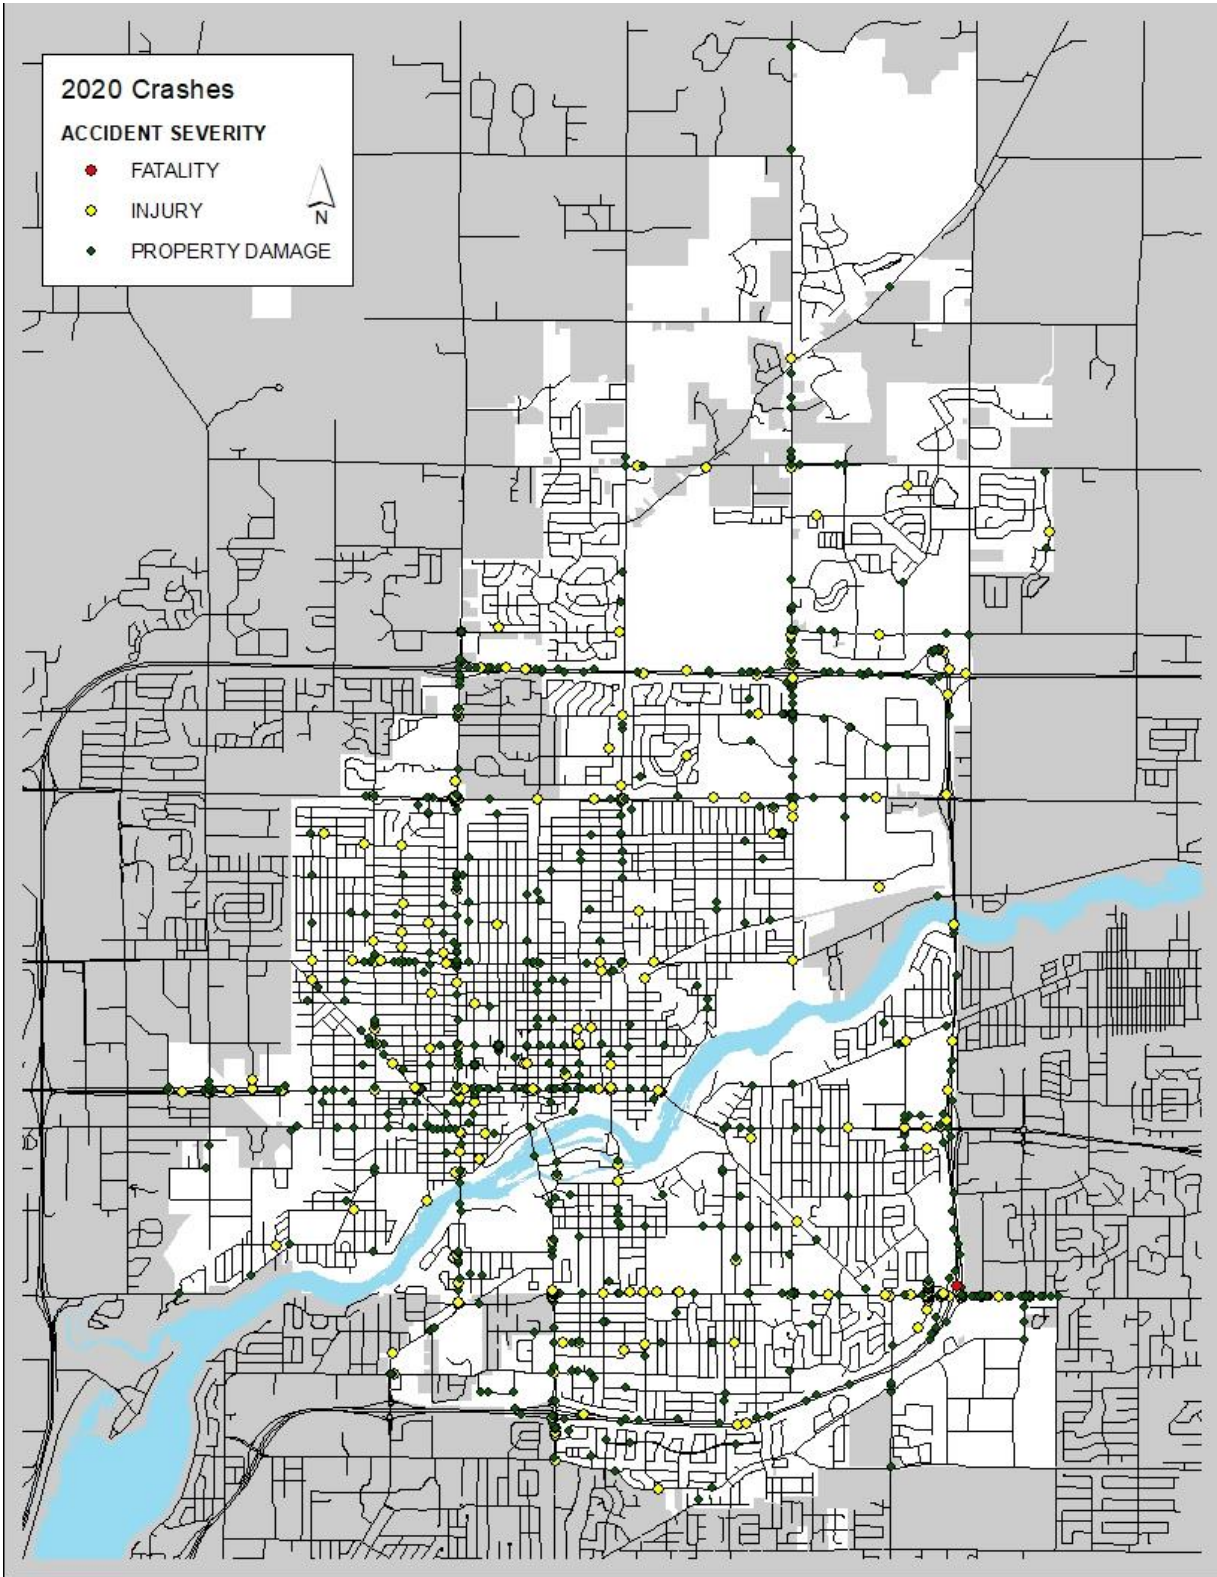 2020 Crashes
ACCIDENT SEVERITY
FATALITY
INJURY
N
PROPERTY DAMAGE